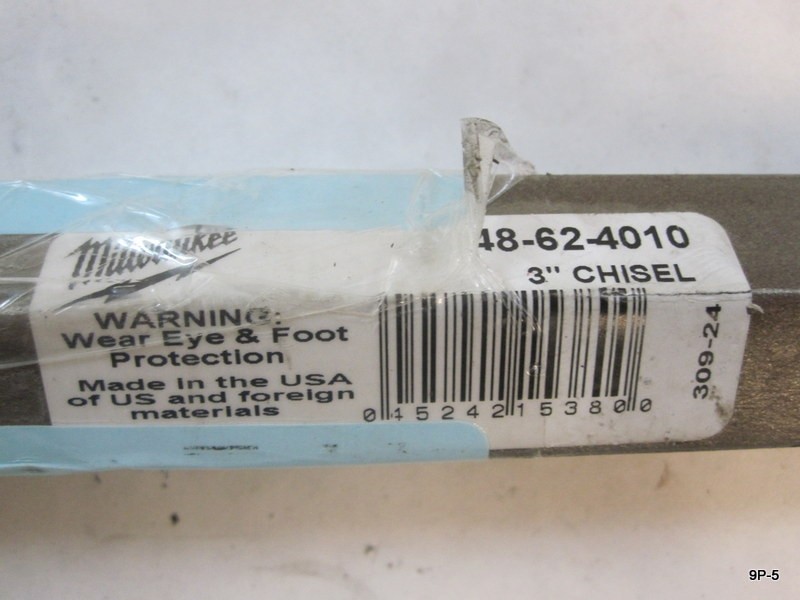 Milwaukee
48-62-4010
3" CHISEL
WARNING:
Wear Eye & Foot
Protection
Made in the USA
of US and foreign
materials
0 45242 15380 0
309-24
9P-5